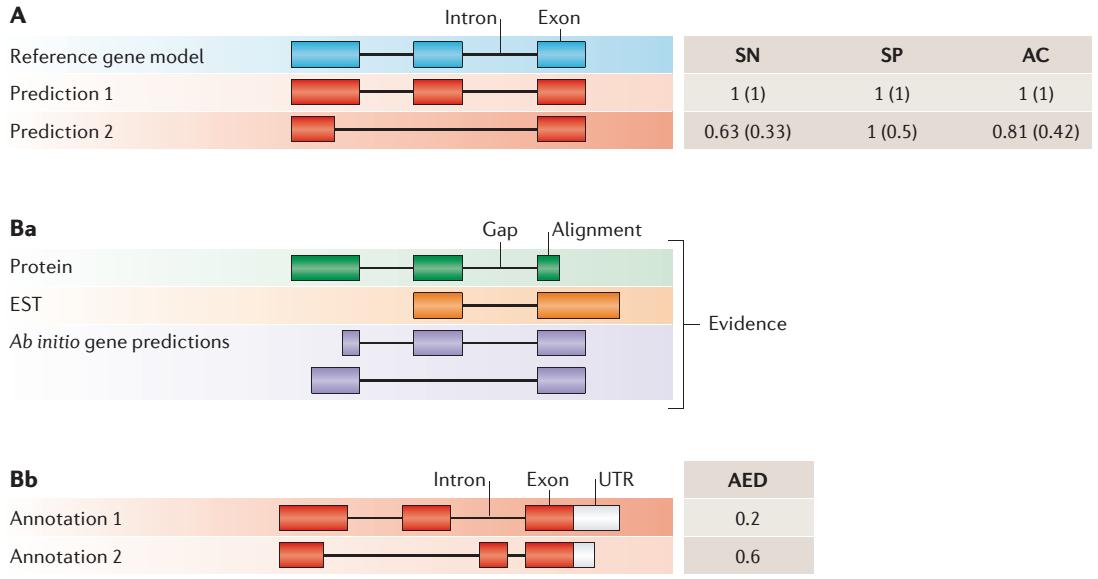 A
Intron Exon
Reference gene model
SN SP AC
Prediction 1
1 (1) 1 (1) 1 (1)
Prediction 2
0.63 (0.33) 1 (0.5) 0.81 (0.42)
Ba
Gap Alignment
Protein
EST
Evidence
Ab initio gene predictions
Bb
Intron Exon UTR
AED
Annotation 1
0.2
Annotation 2
0.6